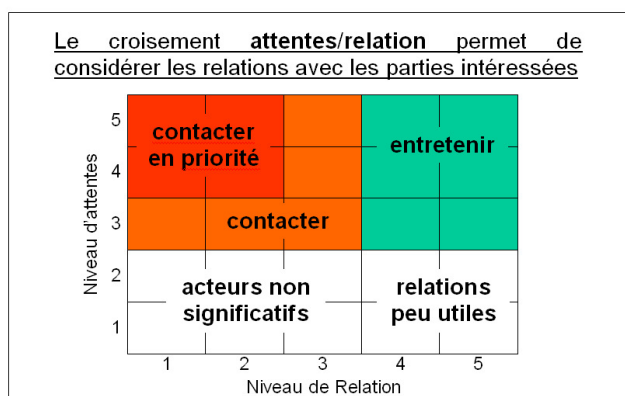 Le croisement attentes/relation permet de
considérer les relations avec les parties intéressées
Niveau d'attentes
5
4
3
2
1
contacter
en priorité
entretenir
contacter
acteurs non
significatifs
relations
peu utiles
1 2 3 4 5
Niveau de Relation